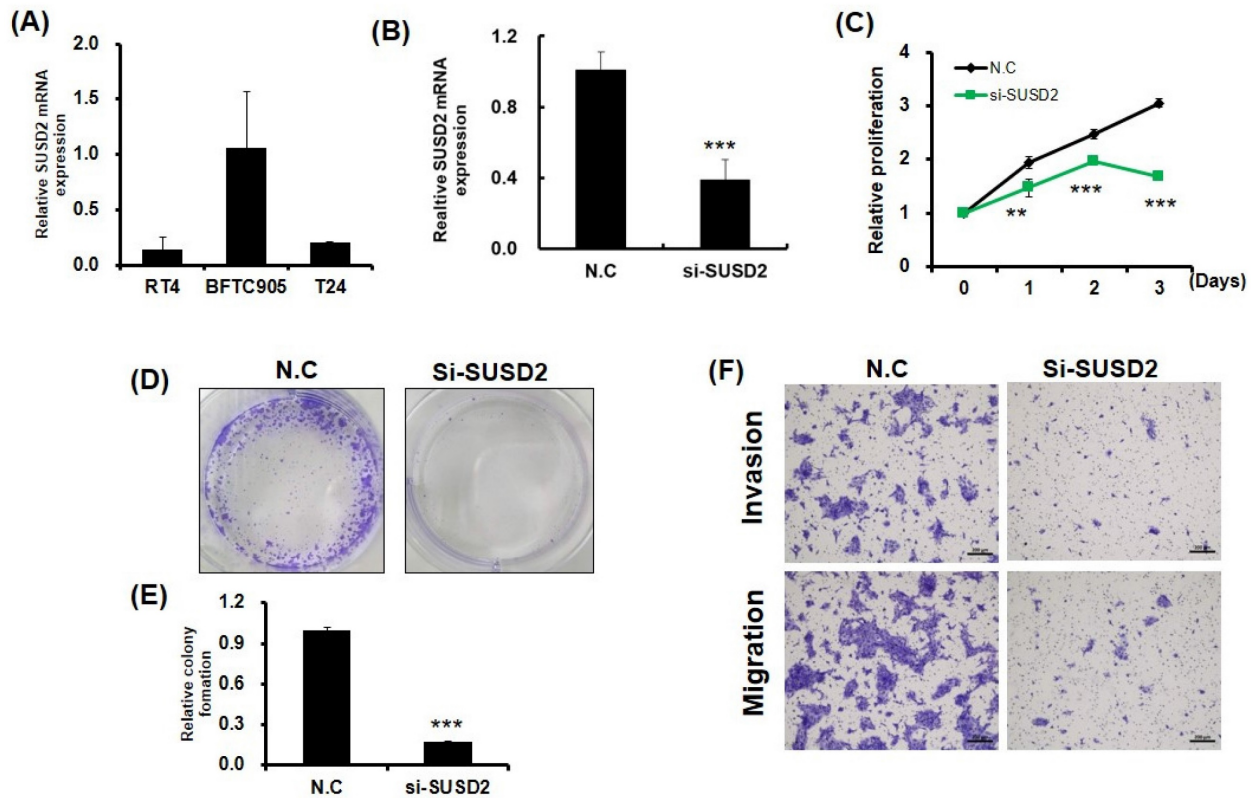 (A)
Relative SUSD2 mRNA
expression
2.0
1.5
1.0
0.5
0.0
RT4 BFTC905 T24
(B)
Realtive SUSD2 mRNA
expression
1.2
0.8
0.4
0.0
***
N.C si-SUSD2
(C)
Relative proliferation
4
3
2
1
0
N.C
si-SUSD2
**
***
***
0 1 2 3 (Days)
(D)
N.C Si-SUSD2
(E)
Relative colony
fomation
1.2
0.9
0.6
0.3
0.0
***
N.C si-SUSD2
(F)
N.C Si-SUSD2
Invasion
Migration